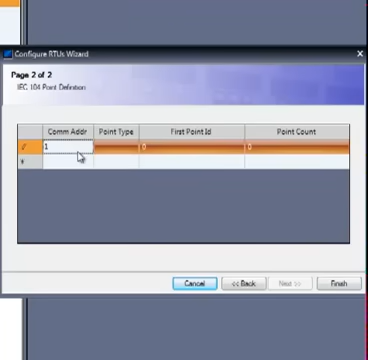 Configure RTUs Wizard
Page 2 of 2
IEC 104 Point Definition
Comm Addr Point Type First Point Id Point Count
1 0 0
*
Cancel << Back Next >> Finish